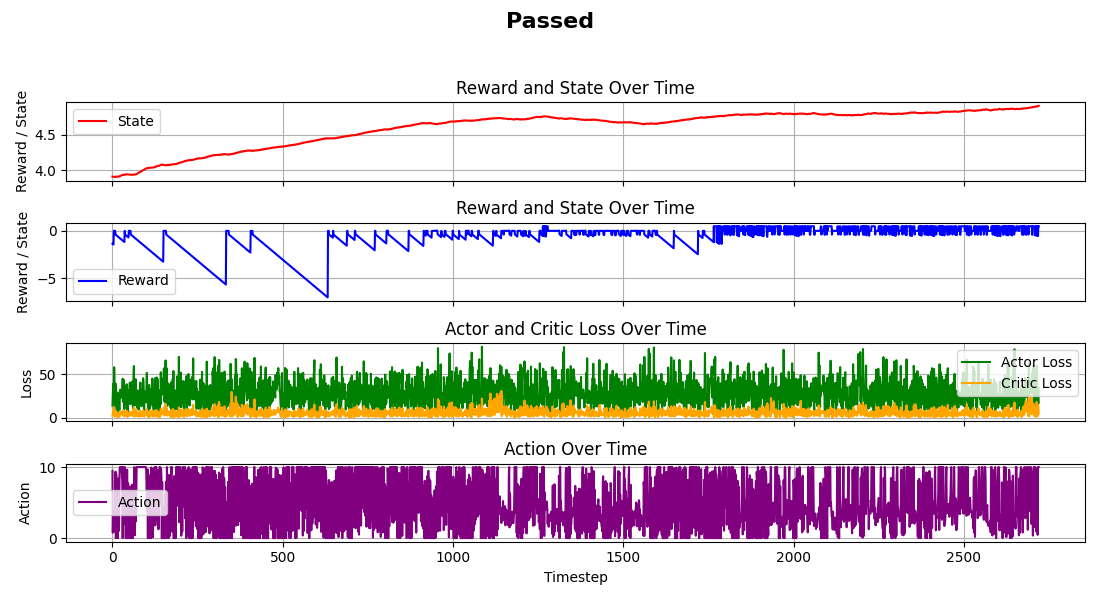 Passed
Reward and State Over Time
Reward / State
State
4.5
4.0
Reward and State Over Time
Reward / State
0
−5
Reward
Actor and Critic Loss Over Time
Loss
50
0
Actor Loss
Critic Loss
Action Over Time
Action
10
0
Action
0 500 1000 1500 2000 2500
Timestep